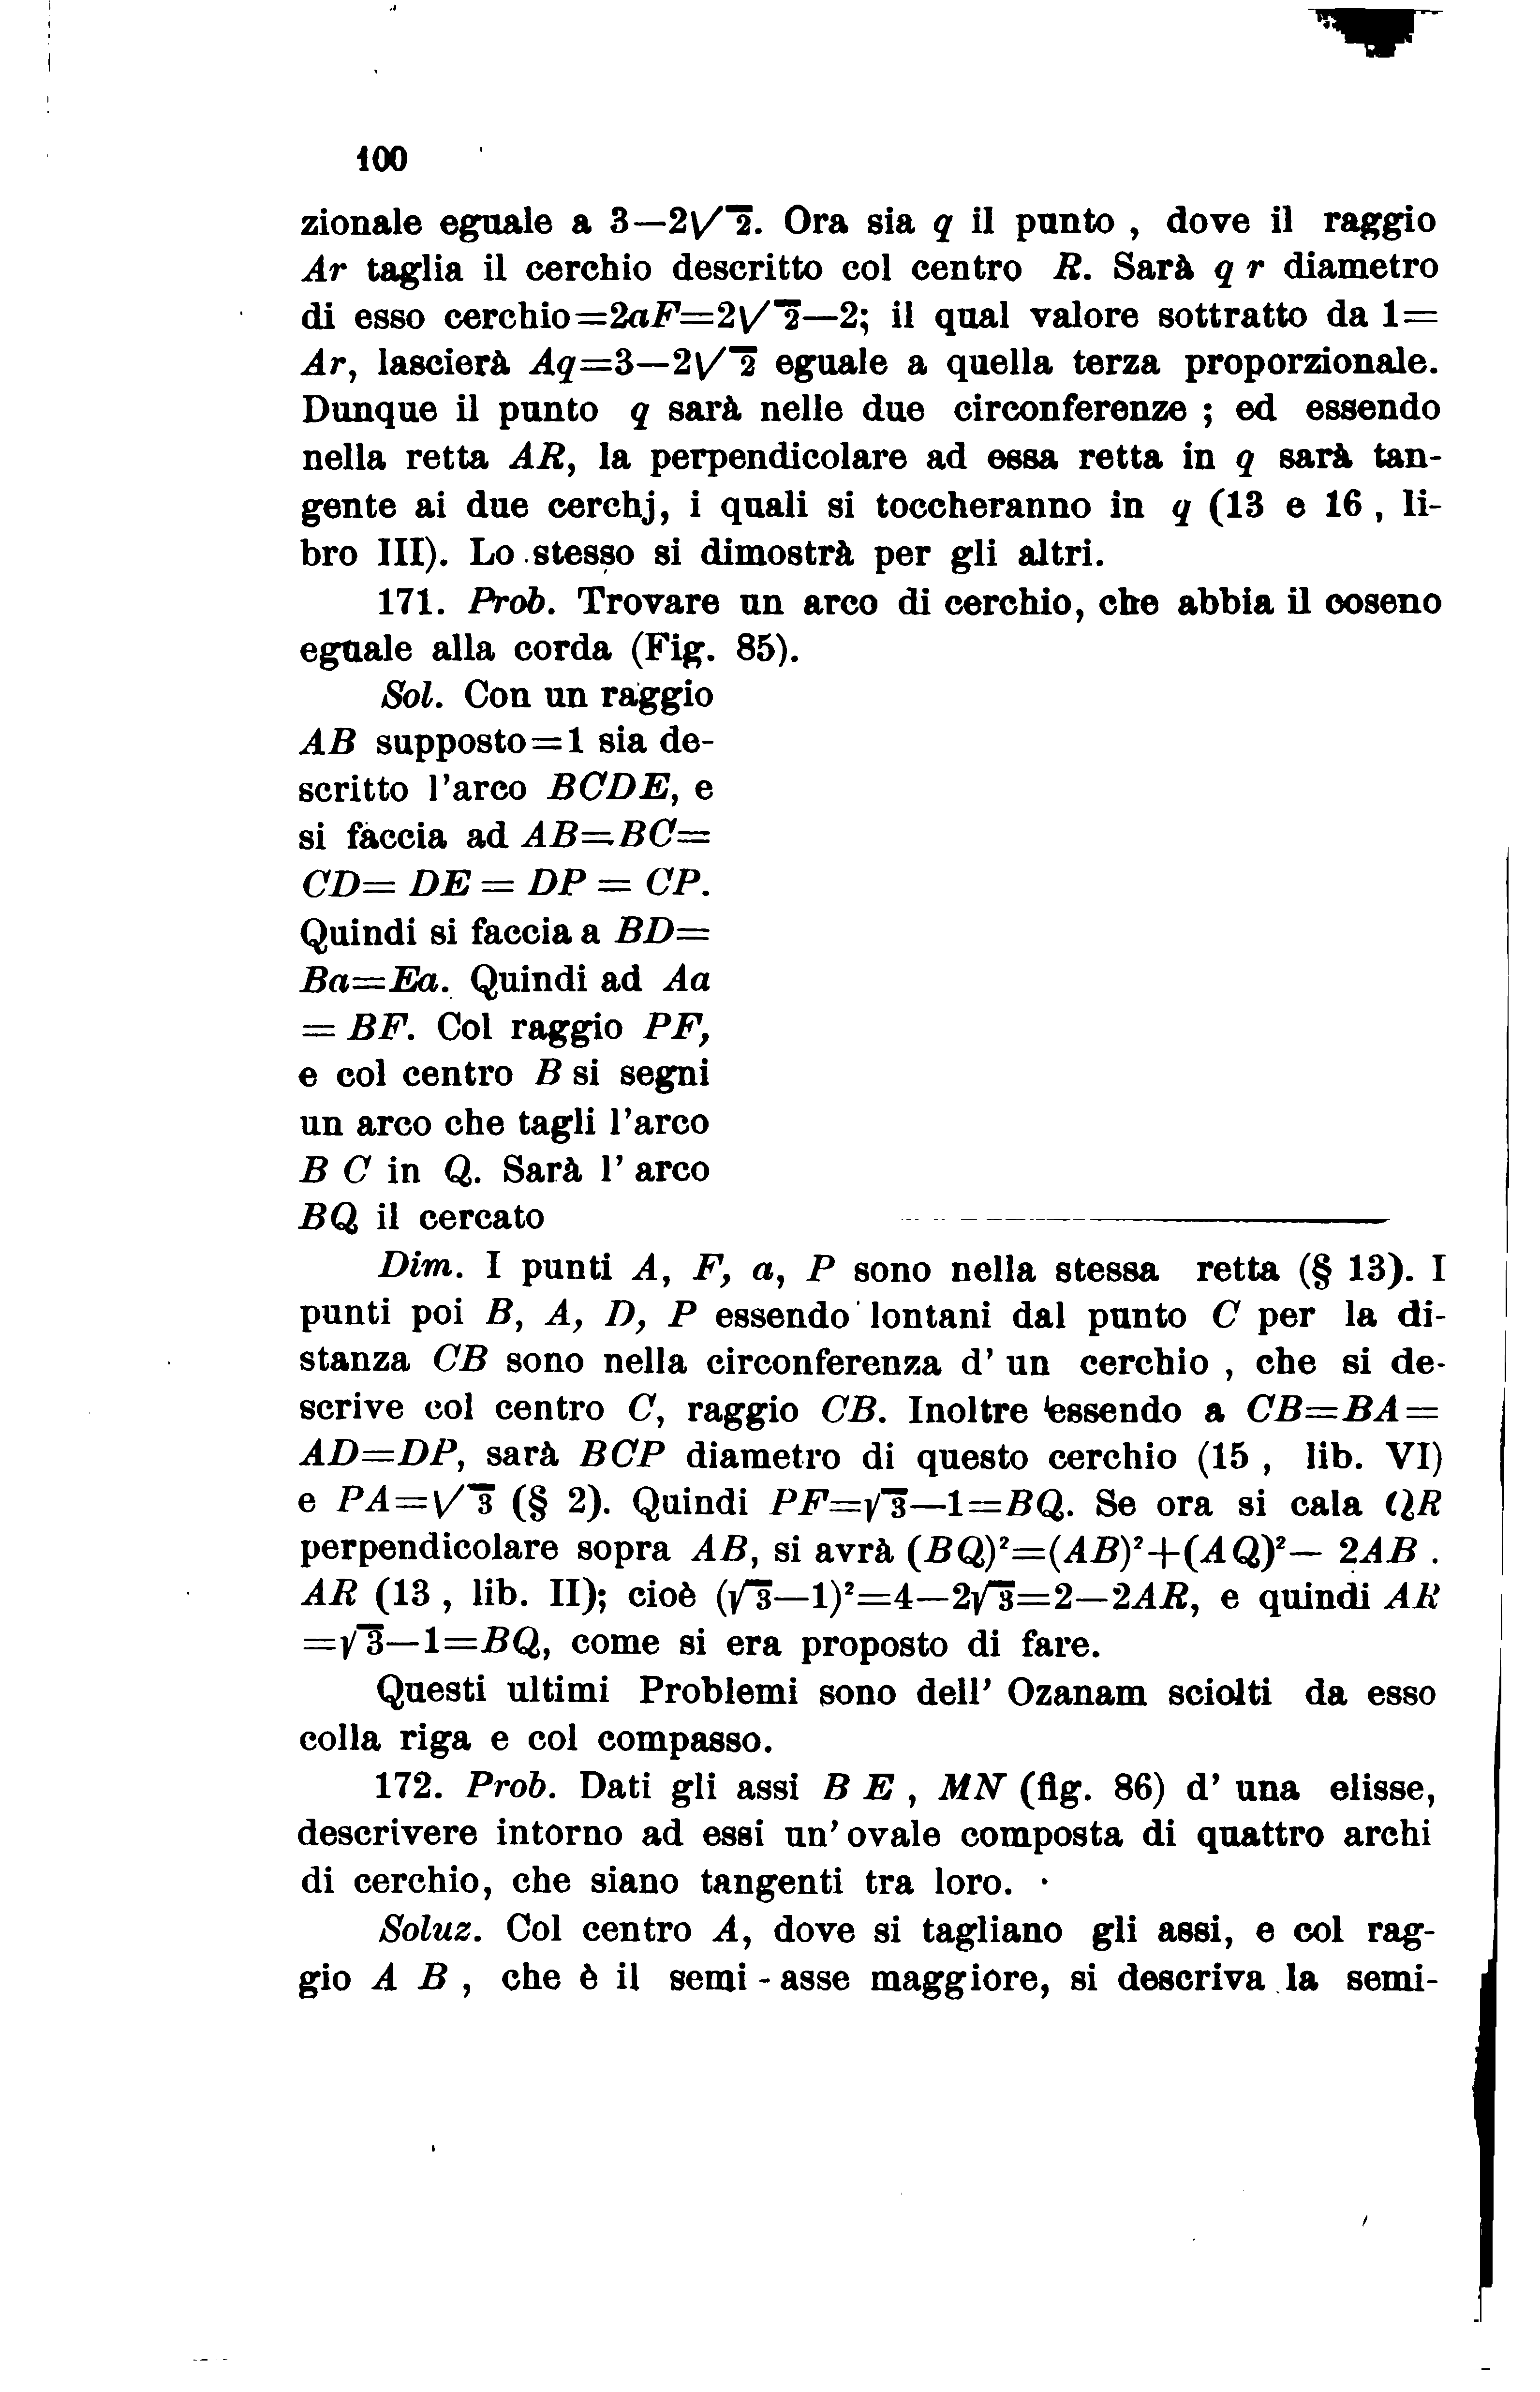 100
zionale eguale a 3—2√2. Ora sia q il punto , dove il raggio
Ar taglia il cerchio descritto col centro R. Sarà q r diametro
di esso cerchio=2aF=2√2—2; il qual valore sottratto da 1=
Ar, lascierà Aq=3—2√2 eguale a quella terza proporzionale.
Dunque il punto q sarà nelle due circonferenze ; ed essendo
nella retta AR, la perpendicolare ad essa retta in q sarà tan-
gente ai due cerchj, i quali si toccheranno in q (13 e 16 , li-
bro III). Lo stesso si dimostrà per gli altri.
171. Prob. Trovare un arco di cerchio, che abbia il coseno
eguale alla corda (Fig. 85).
Sol. Con un raggio
AB supposto=1 sia de-
scritto l'arco BCDE, e
si faccia ad AB=BC=
CD= DE = DP = CP.
Quindi si faccia a BD=
Ba=Ea. Quindi ad Aa
= BF. Col raggio PF,
e col centro B si segni
un arco che tagli l'arco
B C in Q. Sarà l' arco
BQ il cercato
Dim. I punti A, F, a, P sono nella stessa retta (§ 13). I
punti poi B, A, D, P essendo lontani dal punto C per la di-
stanza CB sono nella circonferenza d' un cerchio , che si de-
scrive col centro C, raggio CB. Inoltre essendo a CB=BA=
AD=DP, sarà BCP diametro di questo cerchio (15 , lib. VI)
e PA=√3 (§ 2). Quindi PF=√3—1=BQ. Se ora si cala QR
perpendicolare sopra AB, si avrà (BQ)²=(AB)²+(AQ)²— 2AB .
AR (13 , lib. II); cioè (√3—1)²=4—2√3=2—2AR, e quindi AR
=√3—1=BQ, come si era proposto di fare.
Questi ultimi Problemi sono dell' Ozanam sciolti da esso
colla riga e col compasso.
172. Prob. Dati gli assi B E , MN (fig. 86) d' una elisse,
descrivere intorno ad essi un' ovale composta di quattro archi
di cerchio, che siano tangenti tra loro.
Soluz. Col centro A, dove si tagliano gli assi, e col rag-
gio A B , che è il semi - asse maggiore, si descriva la semi-